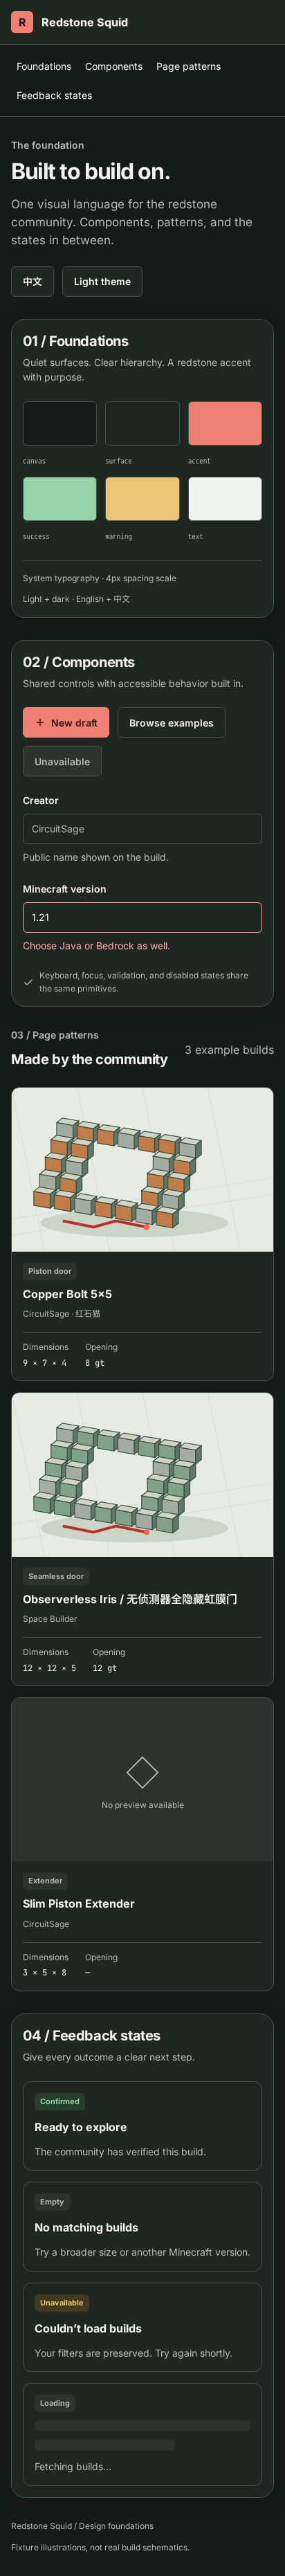 R Redstone Squid
Foundations Components Page patterns
Feedback states
The foundation
Built to build on.
One visual language for the redstone
community. Components, patterns, and the
states in between.
中文 Light theme
01 / Foundations
Quiet surfaces. Clear hierarchy. A redstone accent
with purpose.
canvas surface accent
success warning text
System typography · 4px spacing scale
Light + dark · English + 中文
02 / Components
Shared controls with accessible behavior built in.
+ New draft Browse examples
Unavailable
Creator
CircuitSage
Public name shown on the build.
Minecraft version
1.21
Choose Java or Bedrock as well.
Keyboard, focus, validation, and disabled states share
the same primitives.
03 / Page patterns
Made by the community 3 example builds
Piston door
Copper Bolt 5×5
CircuitSage · 红石猫
Dimensions Opening
9 × 7 × 4 8 gt
Seamless door
Observerless Iris / 无侦测器全隐藏虹膜门
Space Builder
Dimensions Opening
12 × 12 × 5 12 gt
No preview available
Extender
Slim Piston Extender
CircuitSage
Dimensions Opening
3 × 5 × 8 —
04 / Feedback states
Give every outcome a clear next step.
Confirmed
Ready to explore
The community has verified this build.
Empty
No matching builds
Try a broader size or another Minecraft version.
Unavailable
Couldn’t load builds
Your filters are preserved. Try again shortly.
Loading
Fetching builds…
Redstone Squid / Design foundations
Fixture illustrations, not real build schematics.